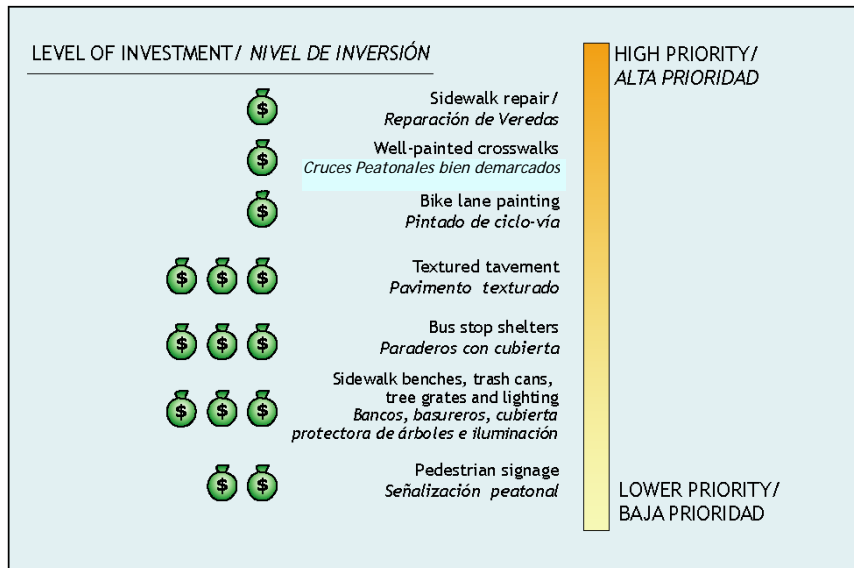 LEVEL OF INVESTMENT/ NIVEL DE INVERSIÓN
HIGH PRIORITY/
ALTA PRIORIDAD
$
Sidewalk repair/
Reparación de Veredas
$
Well-painted crosswalks
Cruces Peatonales bien demarcados
$
Bike lane painting
Pintado de ciclo-vía
$ $ $
Textured tavement
Pavimento texturado
$ $ $
Bus stop shelters
Paraderos con cubierta
$ $ $
Sidewalk benches, trash cans,
tree grates and lighting
Bancos, basureros, cubierta
protectora de árboles e iluminación
$ $
Pedestrian signage
Señalización peatonal
LOWER PRIORITY/
BAJA PRIORIDAD